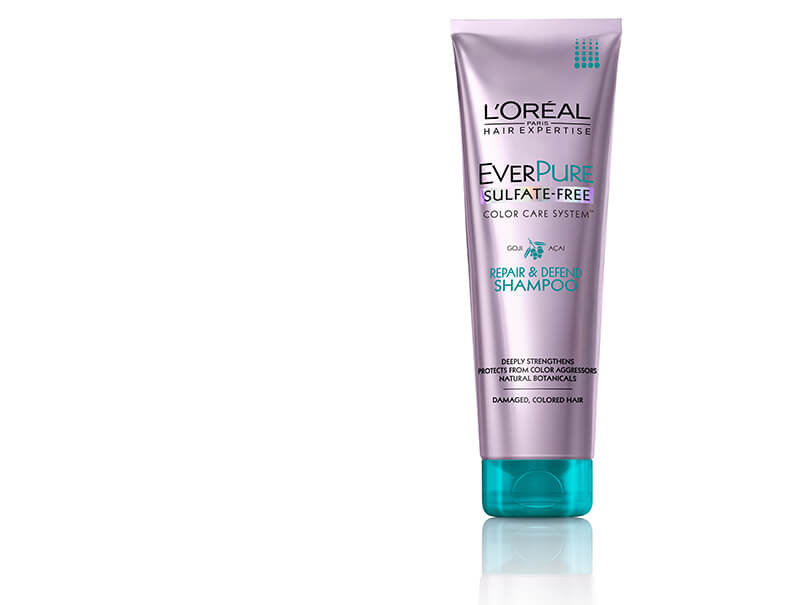 L'ORÉAL
PARIS
HAIR EXPERTISE
EVERPURE
SULFATE-FREE
COLOR CARE SYSTEM™
GOJI ACAI
REPAIR & DEFEND
SHAMPOO
DEEPLY STRENGTHENS
PROTECTS FROM COLOR AGGRESSORS
NATURAL BOTANICALS
DAMAGED, COLORED HAIR